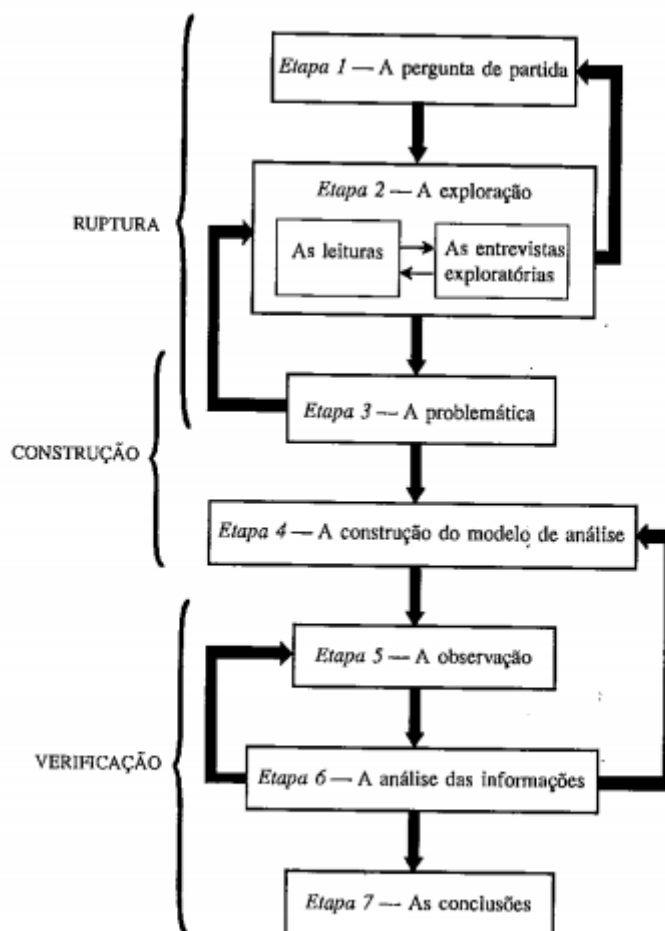 Etapa 1 — A pergunta de partida
Etapa 2 — A exploração
RUPTURA
As leituras
As entrevistas
exploratórias
Etapa 3 — A problemática
CONSTRUÇÃO
Etapa 4 — A construção do modelo de análise
Etapa 5 — A observação
VERIFICAÇÃO
Etapa 6 — A análise das informações
Etapa 7 — As conclusões